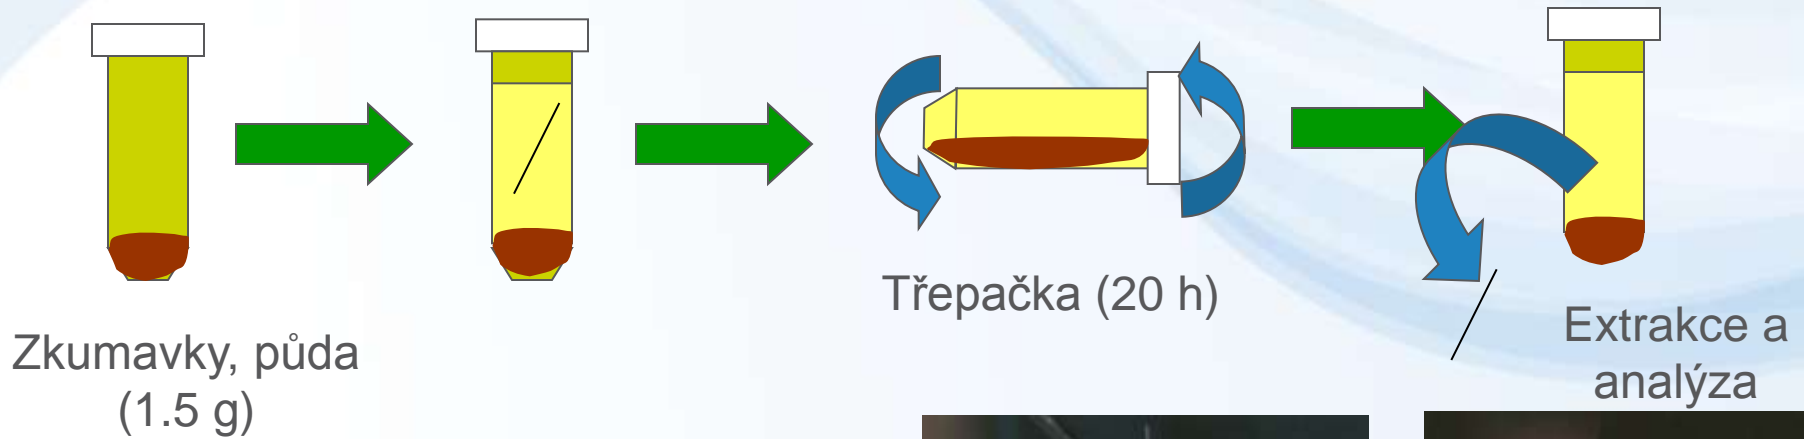 Zkumavky, půda
(1.5 g)
Třepačka (20 h)
Extrakce a
analýza